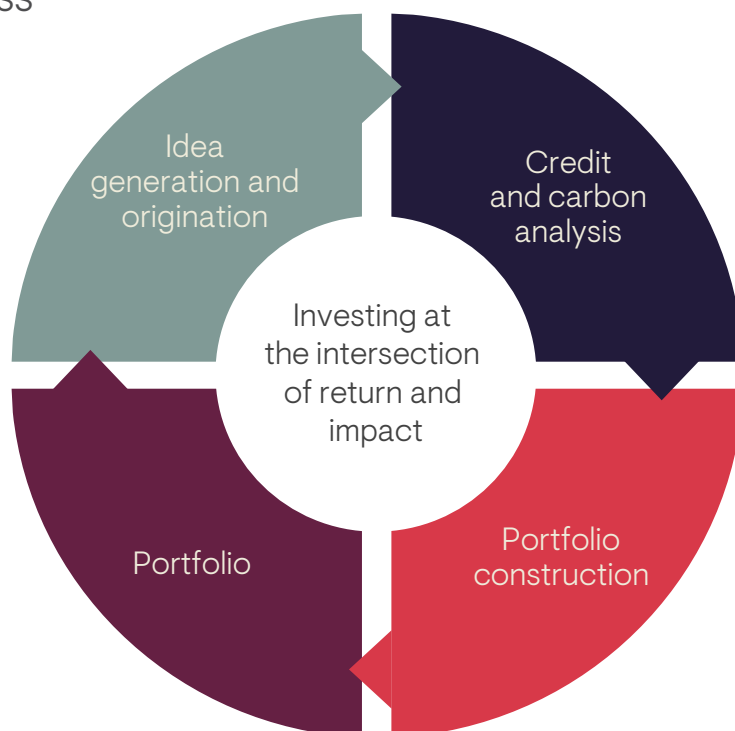 ss
Idea
generation and
origination
Credit
and carbon
analysis
Investing at
the intersection
of return and
impact
Portfolio
construction
Portfolio